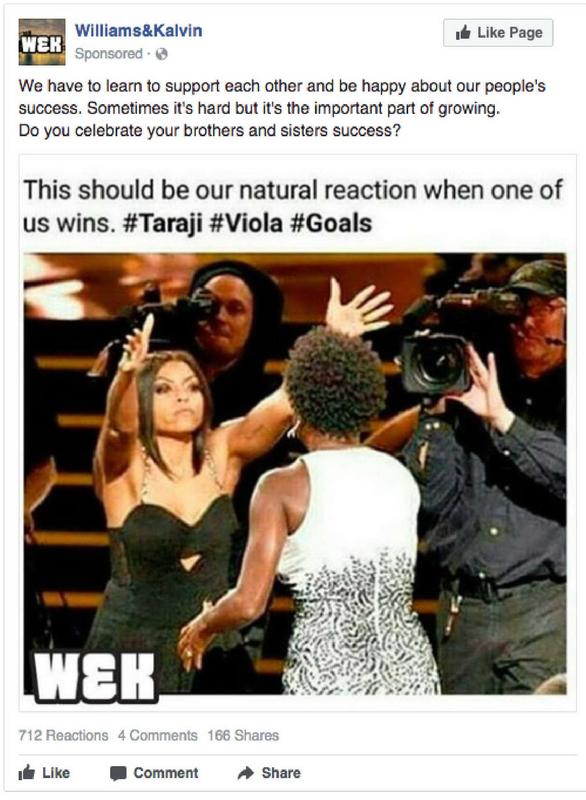 WEK
Williams&Kalvin
Sponsored ·
Like Page
We have to learn to support each other and be happy about our people's
success. Sometimes it's hard but it's the important part of growing.
Do you celebrate your brothers and sisters success?
This should be our natural reaction when one of
us wins. #Taraji #Viola #Goals
W&K
712 Reactions 4 Comments 166 Shares
Like Comment Share